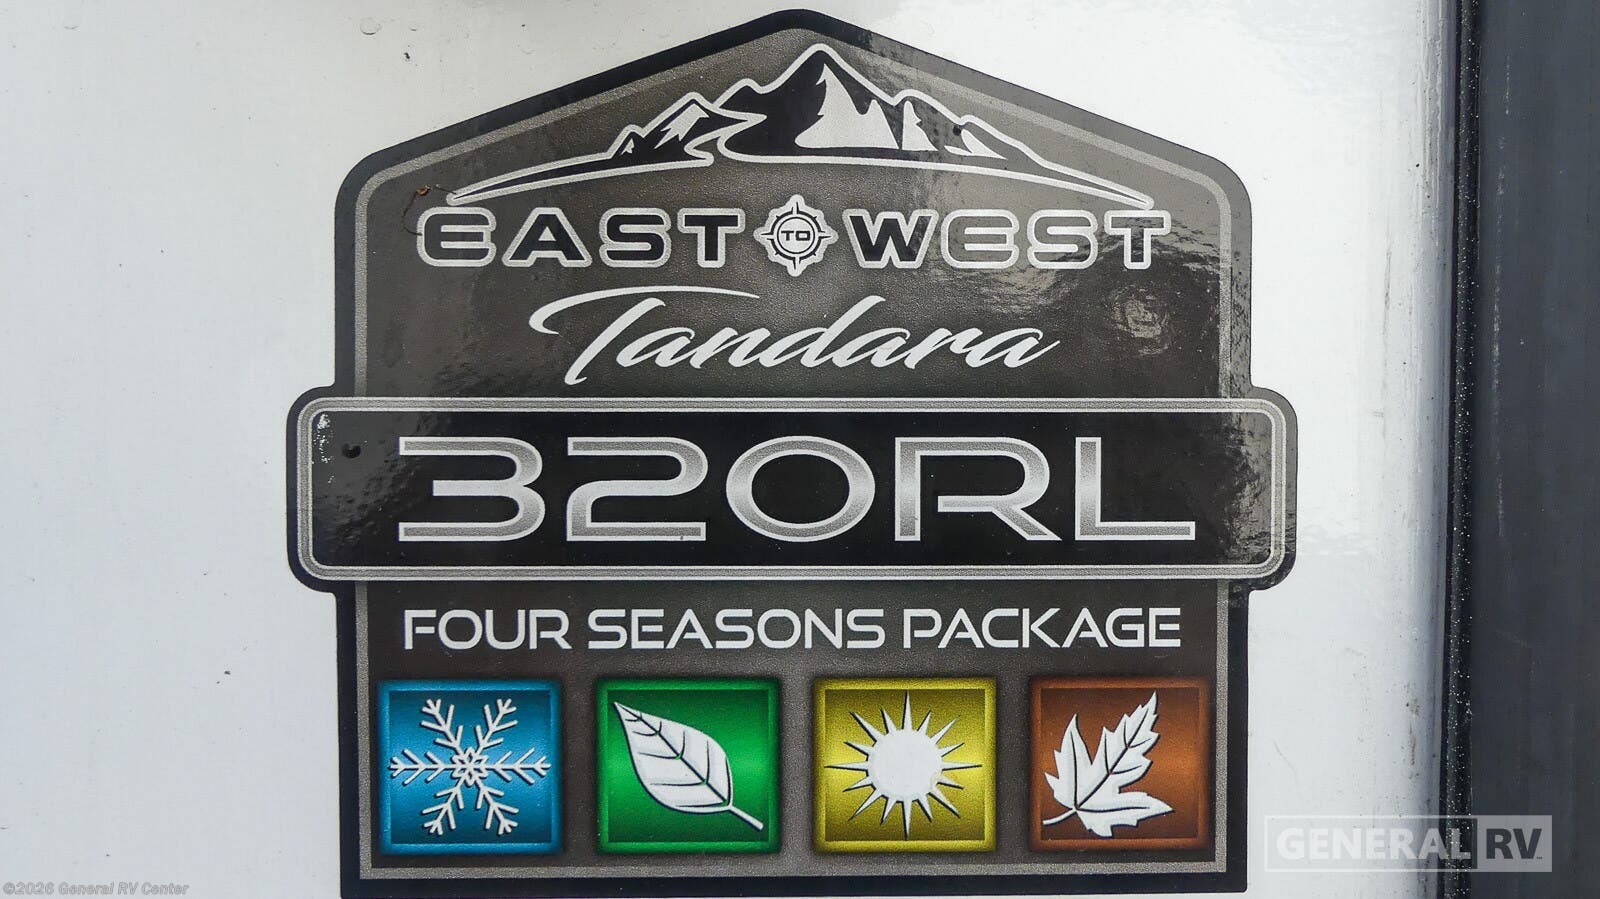 EAST TO WEST
Tandara
320RL
FOUR SEASONS PACKAGE
GENERAL RV
©2026 General RV Center